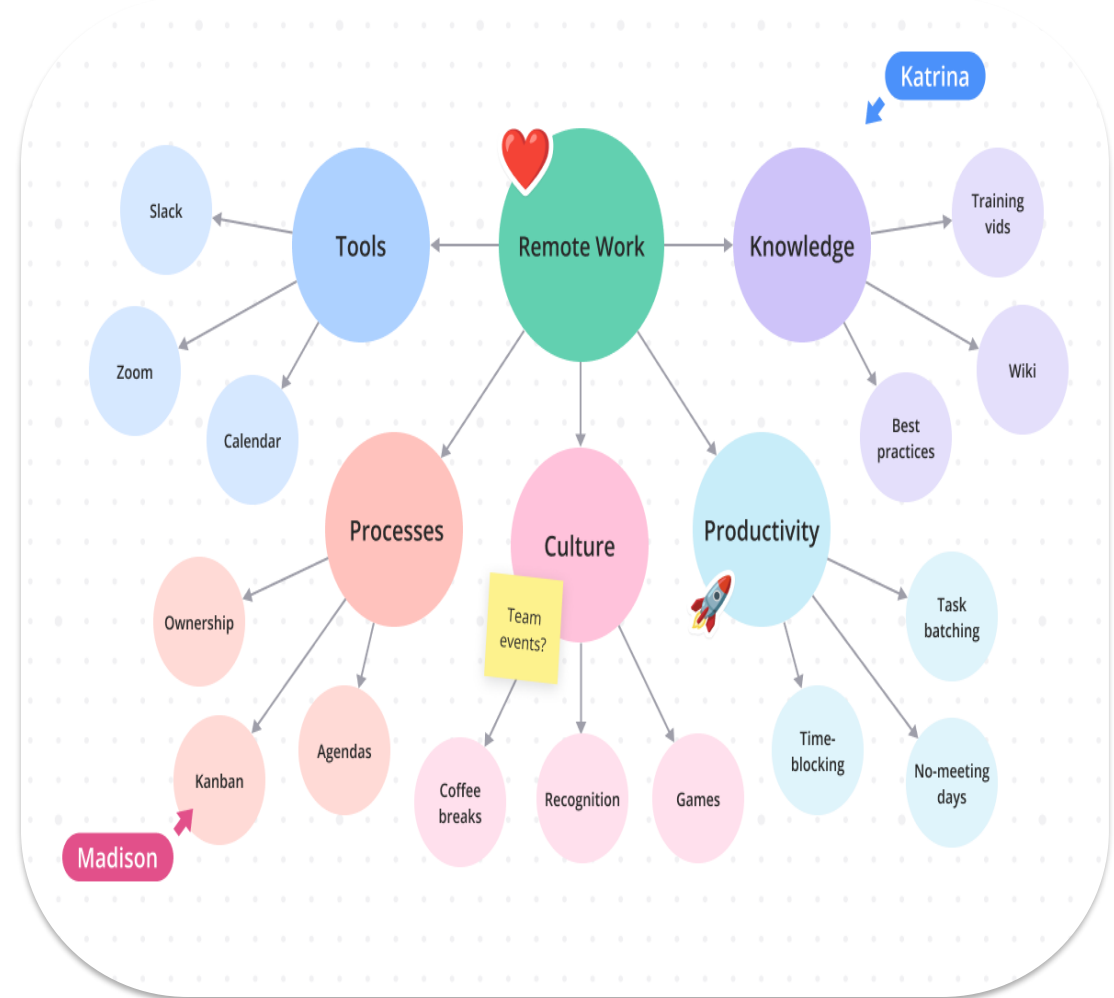 Katrina
Slack
Tools
Remote Work
Knowledge
Training
vids
Zoom
Calendar
Wiki
Best
practices
Processes
Culture
Productivity
Ownership
Team
events?
Task
batching
Kanban
Agendas
Coffee
breaks
Recognition
Games
Time-
blocking
No-meeting
days
Madison